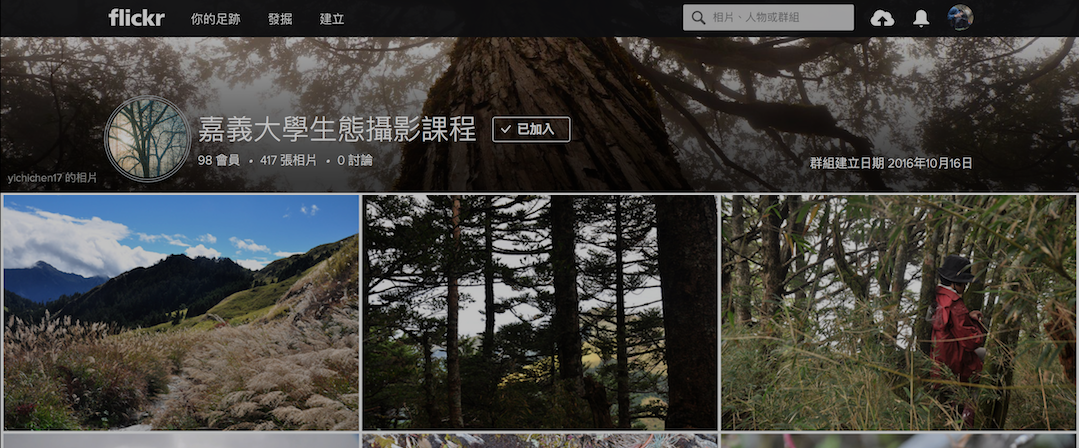 flickr 你的足跡 發掘 建立 相片、人物或群組
嘉義大學生態攝影課程 已加入
98 會員 • 417 張相片 • 0 討論
群組建立日期 2016年10月16日
yichichen17 的相片